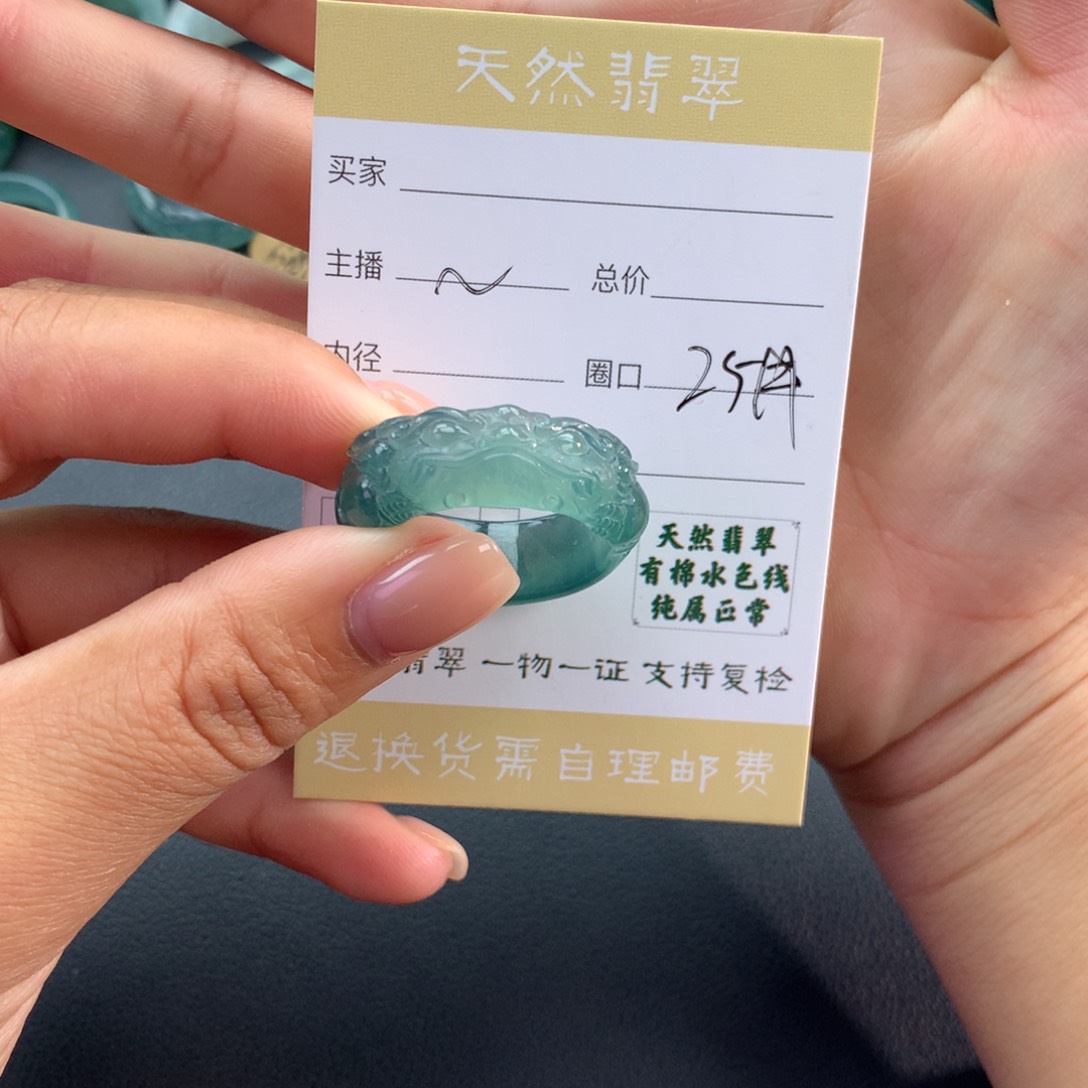 天然翡翠
买家
主播 总价
内径 圈口 25
天然翡翠
有棉水色线
纯属正常
翡翠 一物一证 支持复检
退换货需自理邮费